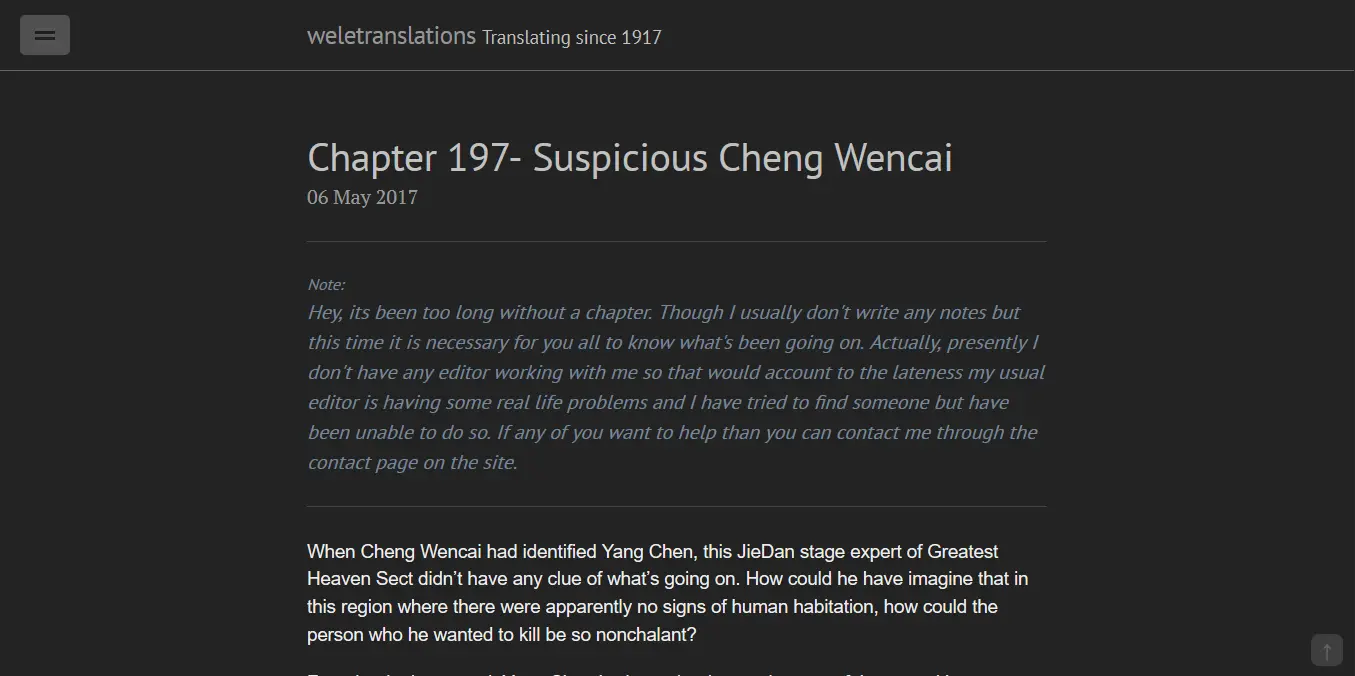 weletranslations Translating since 1917
Chapter 197- Suspicious Cheng Wencai
06 May 2017
Note:
Hey, its been too long without a chapter. Though I usually don't write any notes but
this time it is necessary for you all to know what's been going on. Actually, presently I
don't have any editor working with me so that would account to the lateness my usual
editor is having some real life problems and I have tried to find someone but have
been unable to do so. If any of you want to help than you can contact me through the
contact page on the site.
When Cheng Wencai had identified Yang Chen, this JieDan stage expert of Greatest
Heaven Sect didn’t have any clue of what’s going on. How could he have imagine that in
this region where there were apparently no signs of human habitation, how could the
person who he wanted to kill be so nonchalant?